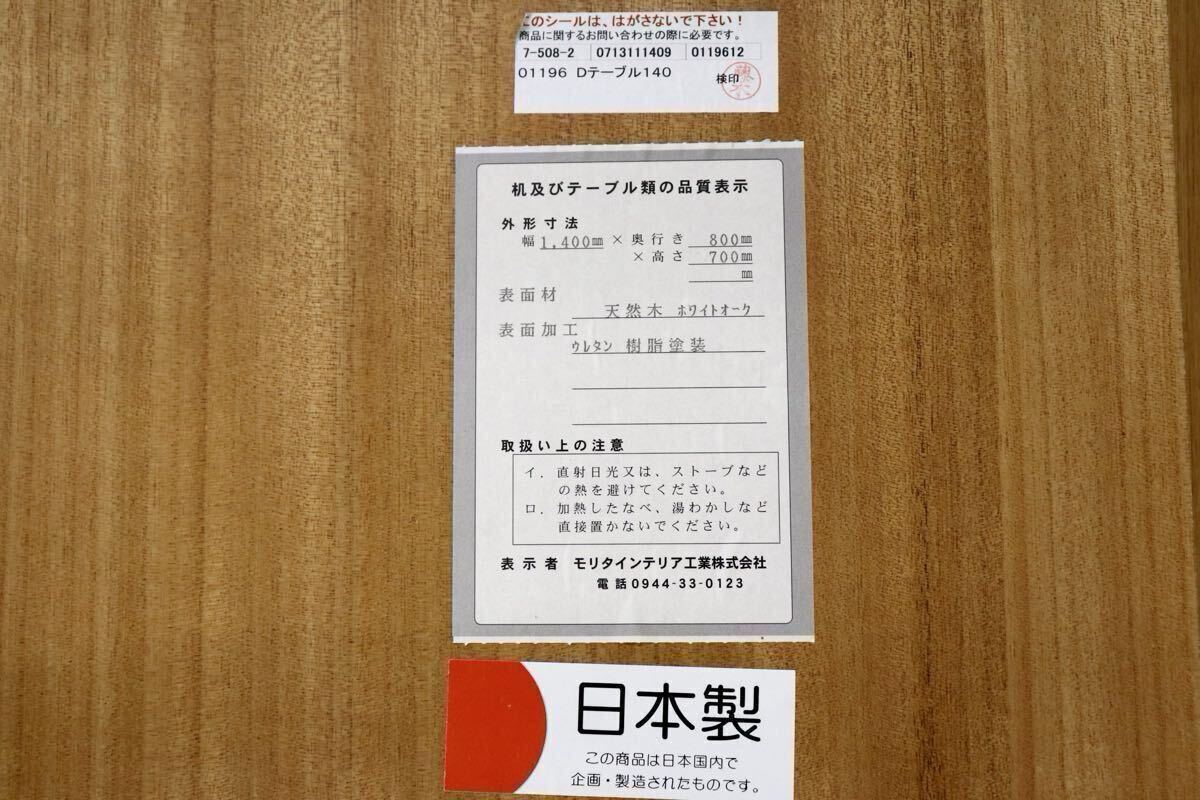 このシールは、はがさないで下さい！
商品に関するお問い合わせの際に必要です。
7-508-2 0713111409 0119612
01196 Dテーブル140 検印
机及びテーブル類の品質表示
外形寸法
幅 1,400㎜ × 奥行き 800㎜
× 高さ 700㎜
㎜
表面材
天然木 ﾎﾜｲﾄｵｰｸ
表面加工
ｳﾚﾀﾝ 樹脂塗装
取扱い上の注意
イ．直射日光又は、ストーブなど
の熱を避けてください。
ロ．加熱したなべ、湯わかしなど
直接置かないでください。
表示者 モリタインテリア工業株式会社
電話0944-33-0123
日本製
この商品は日本国内で
企画・製造されたものです。